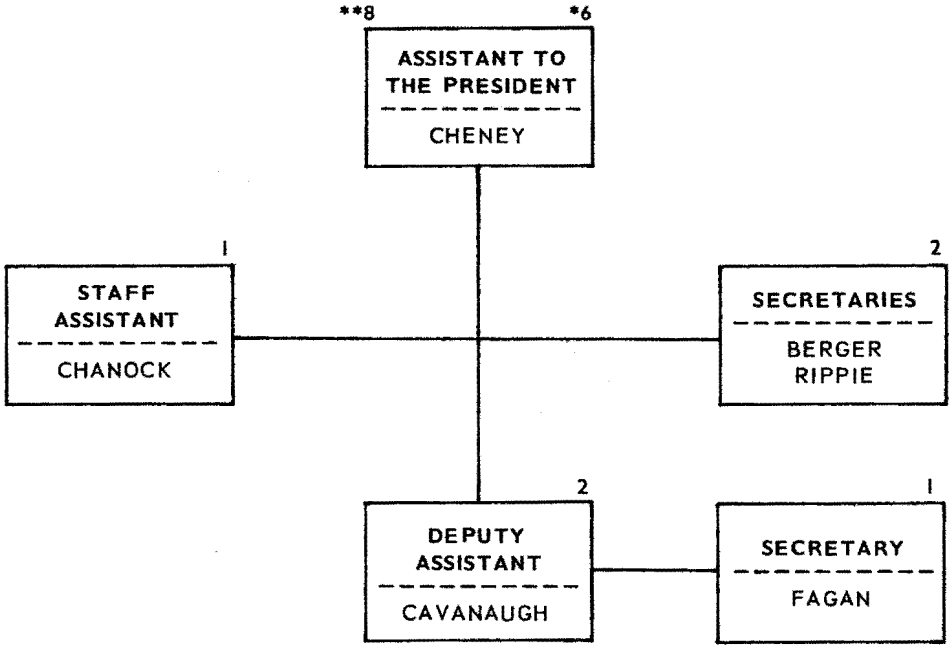 **8 *6
ASSISTANT TO
THE PRESIDENT
CHENEY
1
STAFF
ASSISTANT
CHANOCK
2
SECRETARIES
BERGER
RIPPIE
2
DEPUTY
ASSISTANT
CAVANAUGH
1
SECRETARY
FAGAN